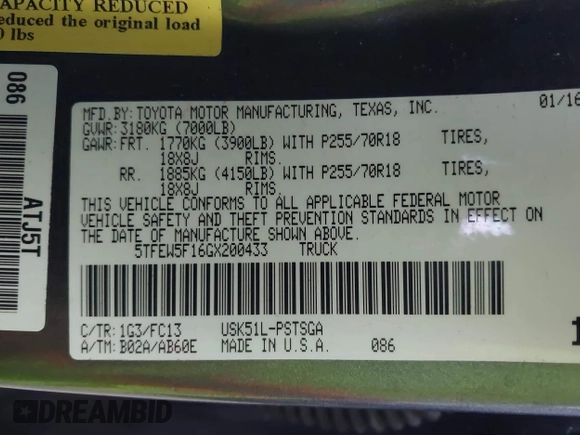 CAPACITY REDUCED
educed the original load
lbs
086
ATJ5T
MFD.BY:TOYOTA MOTOR MANUFACTURING, TEXAS, INC. 01/16
GVWR:3180KG (7000LB)
GAWR:FRT. 1770KG (3900LB) WITH P255/70R18 TIRES,
18X8J RIMS.
RR. 1885KG (4150LB) WITH P255/70R18 TIRES,
18X8J RIMS.
THIS VEHICLE CONFORMS TO ALL APPLICABLE FEDERAL MOTOR
VEHICLE SAFETY AND THEFT PREVENTION STANDARDS IN EFFECT ON
THE DATE OF MANUFACTURE SHOWN ABOVE.
5TFEW5F16GX200433 TRUCK
C/TR:1G3/FC13 USK51L-PSTSGA
A/TM:B02A/AB60E MADE IN U.S.A. 086
DREAMBID